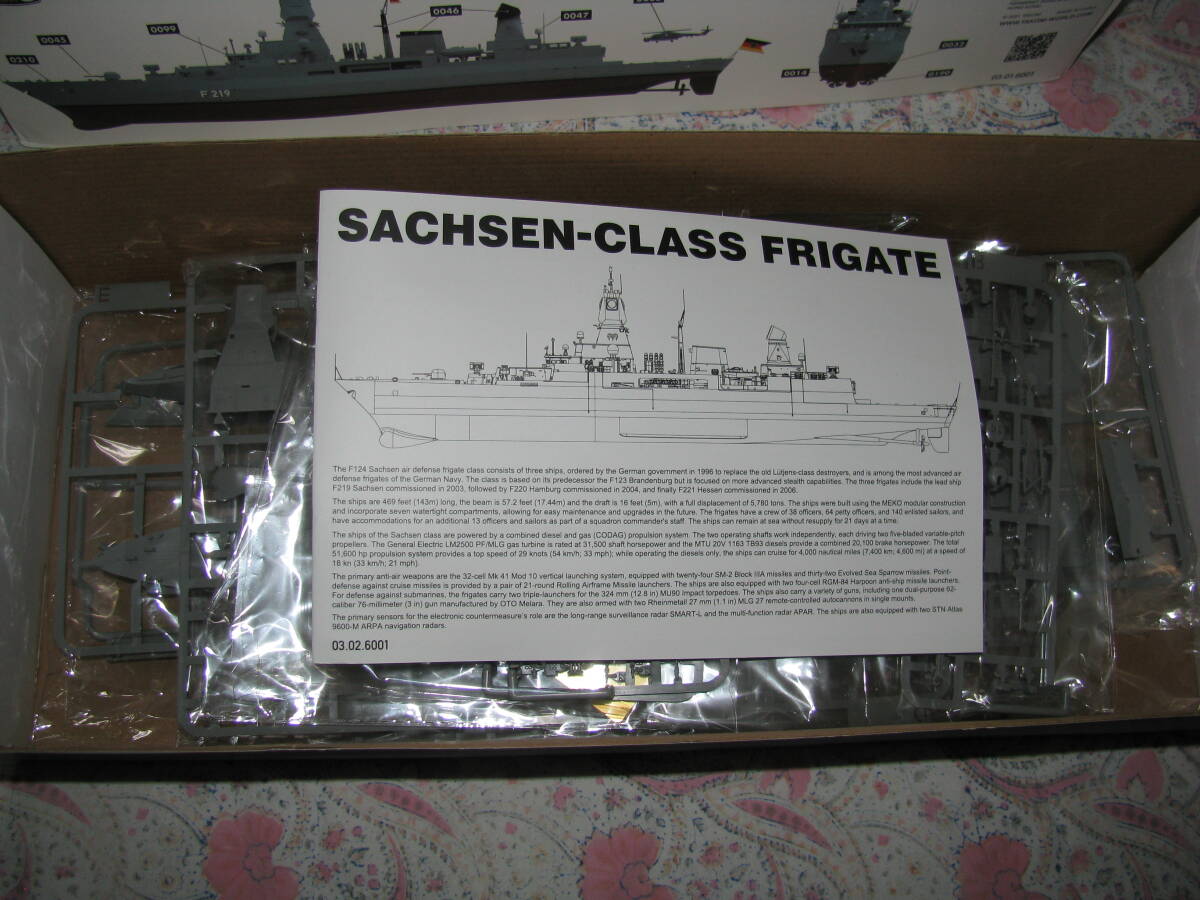 0099
0046
0047
0045
0210
F 219
0014
0032
0190
WWW.TAKOM-WORLD.COM
03.01.6001
E
SACHSEN-CLASS FRIGATE
The F124 Sachsen air defense frigate class consists of three ships, ordered by the German government in 1996 to replace the old Lütjens-class destroyers, and is among the most advanced air
defense frigates of the German Navy. The class is based on its predecessor the F123 Brandenburg but is focused on more advanced stealth capabilities. The three frigates include the lead ship
F219 Sachsen commissioned in 2003, followed by F220 Hamburg commissioned in 2004, and finally F221 Hessen commissioned in 2006.
The ships are 469 feet (143m) long, the beam is 57.2 feet (17.44m) and the draft is 16 feet (5m), with a full displacement of 5,780 tons. The ships were built using the MEKO modular construction
and incorporate seven watertight compartments, allowing for easy maintenance and upgrades in the future. The frigates have a crew of 38 officers, 64 petty officers, and 140 enlisted sailors, and
have accommodations for an additional 13 officers and sailors as part of a squadron commander's staff. The ships can remain at sea without resupply for 21 days at a time.
The ships of the Sachsen class are powered by a combined diesel and gas (CODAG) propulsion system. The two operating shafts work independently, each driving two five-bladed variable-pitch
propellers. The General Electric LM2500 PF/MLG gas turbine is rated at 31,500 shaft horsepower and the MTU 20V 1163 TB93 diesels provide a combined 20,100 brake horsepower. The total
51,600 hp propulsion system provides a top speed of 29 knots (54 km/h; 33 mph); while operating the diesels only, the ships can cruise for 4,000 nautical miles (7,400 km; 4,600 mi) at a speed of
18 kn (33 km/h; 21 mph).
The primary anti-air weapons are the 32-cell Mk 41 Mod 10 vertical launching system, equipped with twenty-four SM-2 Block IIIA missiles and thirty-two Evolved Sea Sparrow missiles. Point-
defense against cruise missiles is provided by a pair of 21-round Rolling Airframe Missile launchers. The ships are also equipped with two four-cell RGM-84 Harpoon anti-ship missile launchers.
For defense against submarines, the frigates carry two triple-launchers for the 324 mm (12.8 in) MU90 Impact torpedoes. The ships also carry a variety of guns, including one dual-purpose 62-
caliber 76-millimeter (3 in) gun manufactured by OTO Melara. They are also armed with two Rheinmetall 27 mm (1.1 in) MLG 27 remote-controlled autocannons in single mounts.
The primary sensors for the electronic countermeasure's role are the long-range surveillance radar SMART-L and the multi-function radar APAR. The ships are also equipped with two STN Atlas
9600-M ARPA navigation radars.
03.02.6001